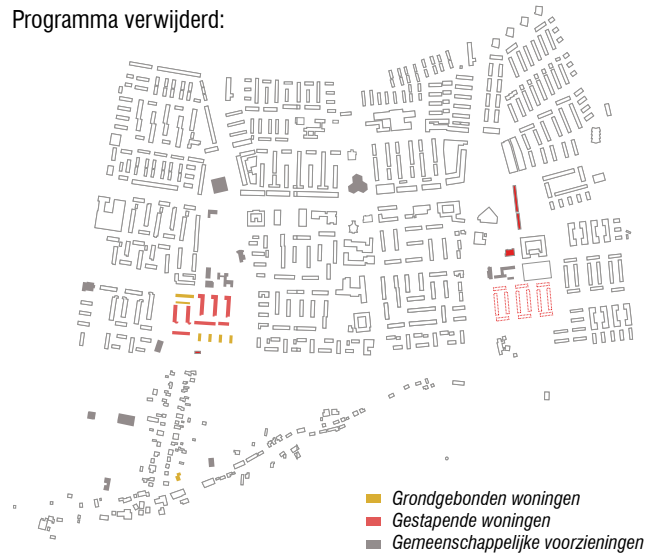 Programma verwijderd:
Grondgebonden woningen
Gestapende woningen
Gemeenschappelijke voorzieningen